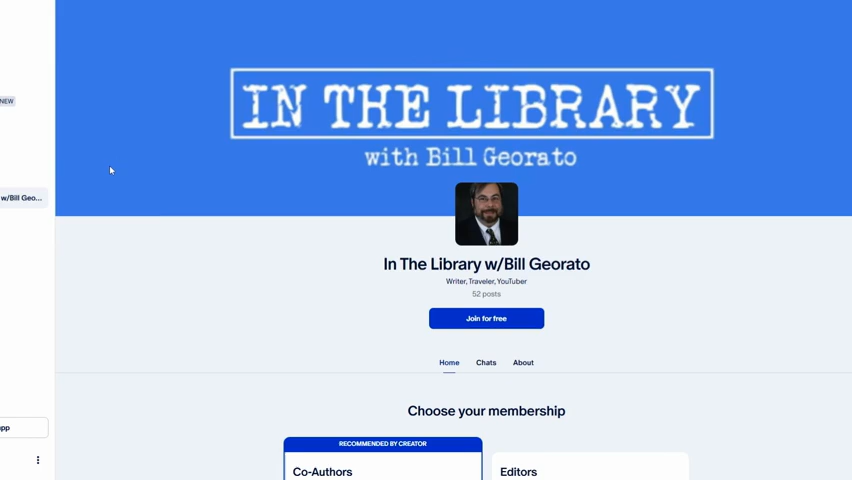 IN THE LIBRARY
with Bill Georato
NEW
w/Bill Geo...
In The Library w/Bill Georato
Writer, Traveler, YouTuber
52 posts
Join for free
Home Chats About
Choose your membership
RECOMMENDED BY CREATOR
Co-Authors
Editors